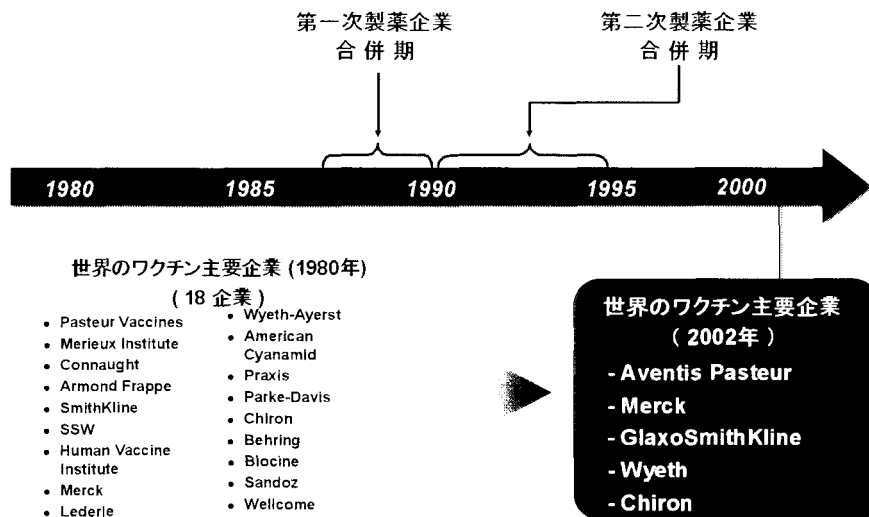 第一次製薬企業
合併期
第二次製薬企業
合併期
1980 1985 1990 1995 2000
世界のワクチン主要企業 (1980年)
( 18 企業 )
• Pasteur Vaccines
• Merieux Institute
• Connaught
• Armond Frappe
• SmithKline
• SSW
• Human Vaccine
Institute
• Merck
• Lederle
• Wyeth-Ayerst
• American
Cyanamid
• Praxis
• Parke-Davis
• Chiron
• Behring
• Biocine
• Sandoz
• Wellcome
世界のワクチン主要企業
( 2002年 )
- Aventis Pasteur
- Merck
- GlaxoSmithKline
- Wyeth
- Chiron